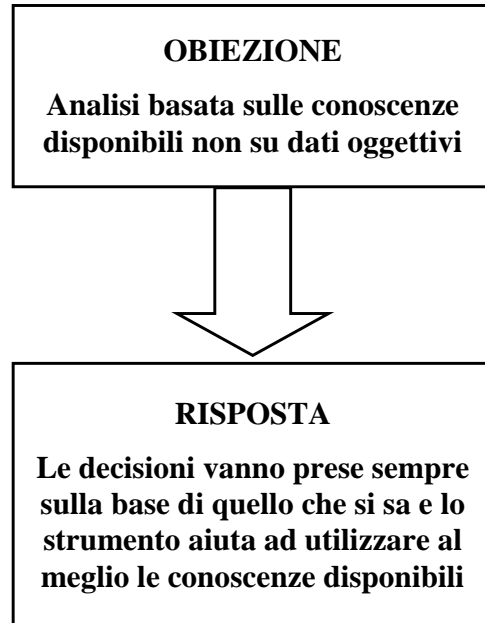 OBIEZIONE
Analisi basata sulle conoscenze
disponibili non su dati oggettivi
RISPOSTA
Le decisioni vanno prese sempre
sulla base di quello che si sa e lo
strumento aiuta ad utilizzare al
meglio le conoscenze disponibili